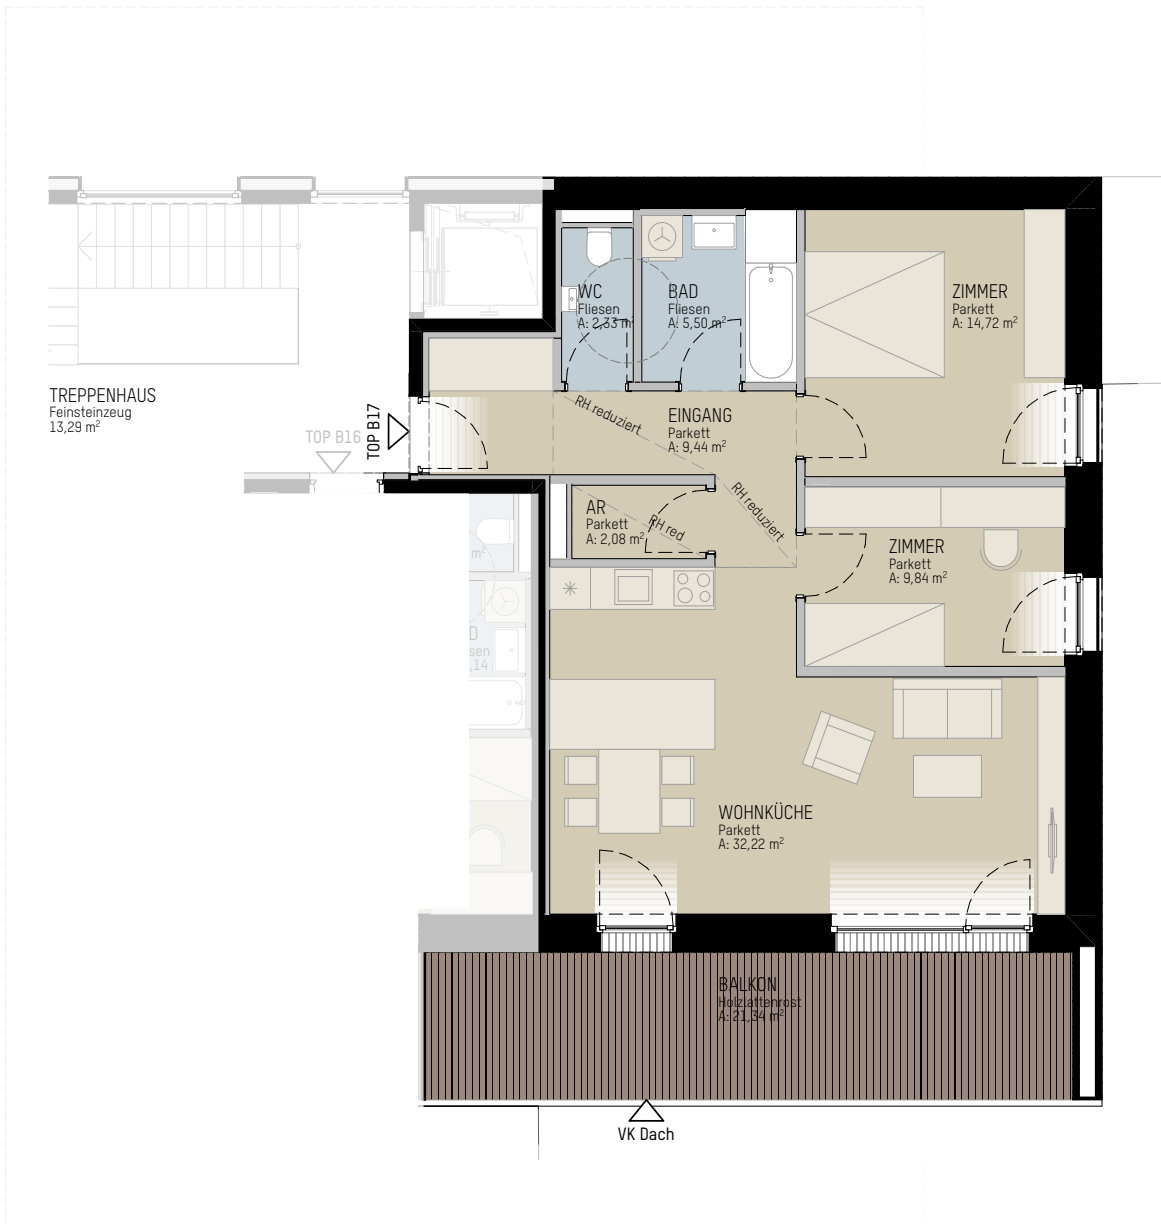 WC
Fliesen
A: 2,33 m²
BAD
Fliesen
A: 5,50 m²
ZIMMER
Parkett
A: 14,72 m²
TREPPENHAUS
Feinsteinzeug
13,29 m²
TOP B16
TOP B17
RH reduziert
EINGANG
Parkett
A: 9,44 m²
AR
Parkett
A: 2,08 m²
RH red
RH reduziert
ZIMMER
Parkett
A: 9,84 m²
m²
D
sen
,14
WOHNKÜCHE
Parkett
A: 32,22 m²
BALKON
Holzlattenrost
A: 21,34 m²
VK Dach